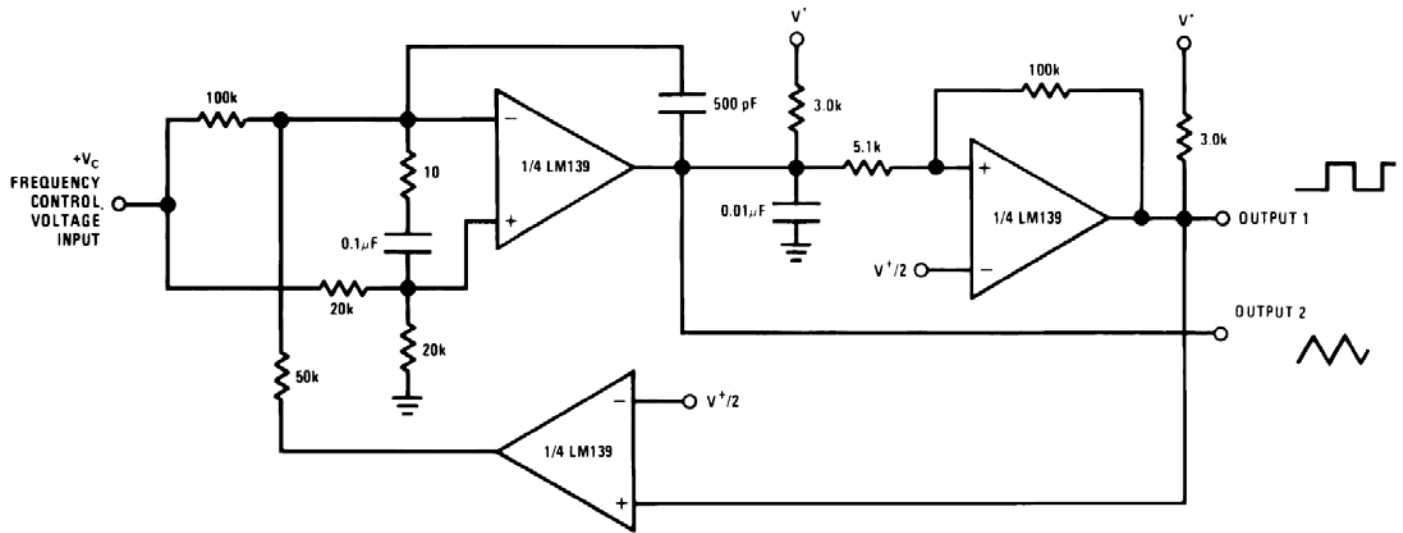 V+
V+
100k
100k
500 pF
3.0k
−
5.1k
+
3.0k
1/4 LM139
10
+VC
FREQUENCY
CONTROL,
VOLTAGE
INPUT
0.1μF
+
0.01μF
1/4 LM139
OUTPUT 1
V+/2
−
20k
OUTPUT 2
20k
50k
−
V+/2
1/4 LM139
+